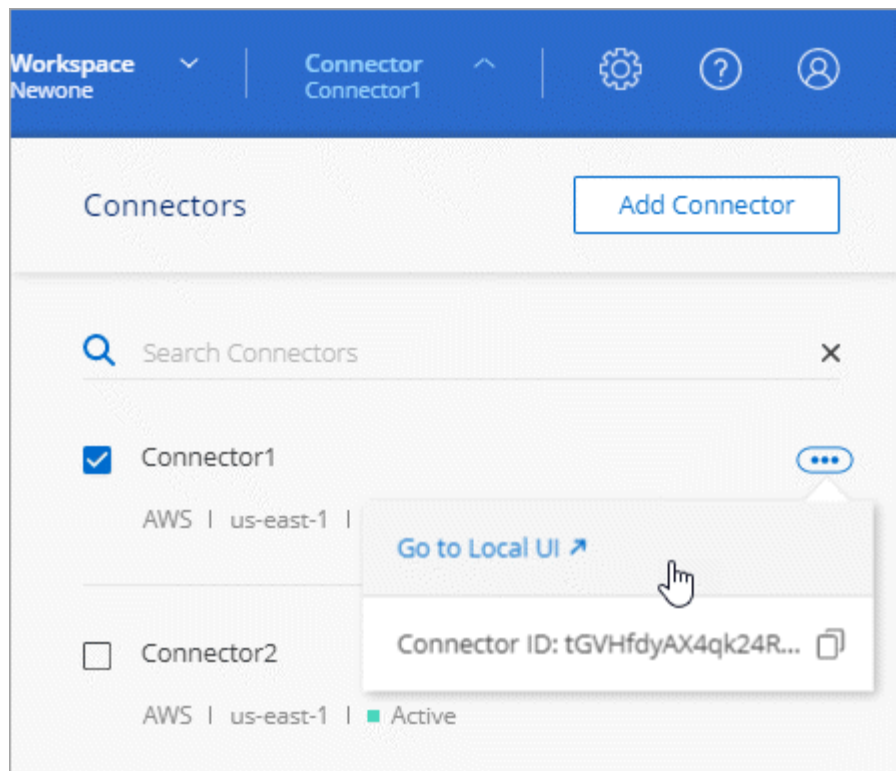 Workspace
Newone
Connector
Connector1
Connectors
Add Connector
Search Connectors
Connector1
AWS | us-east-1 |
Go to Local UI
Connector ID: tGVHfdyAX4qk24R...
Connector2
AWS | us-east-1 | Active